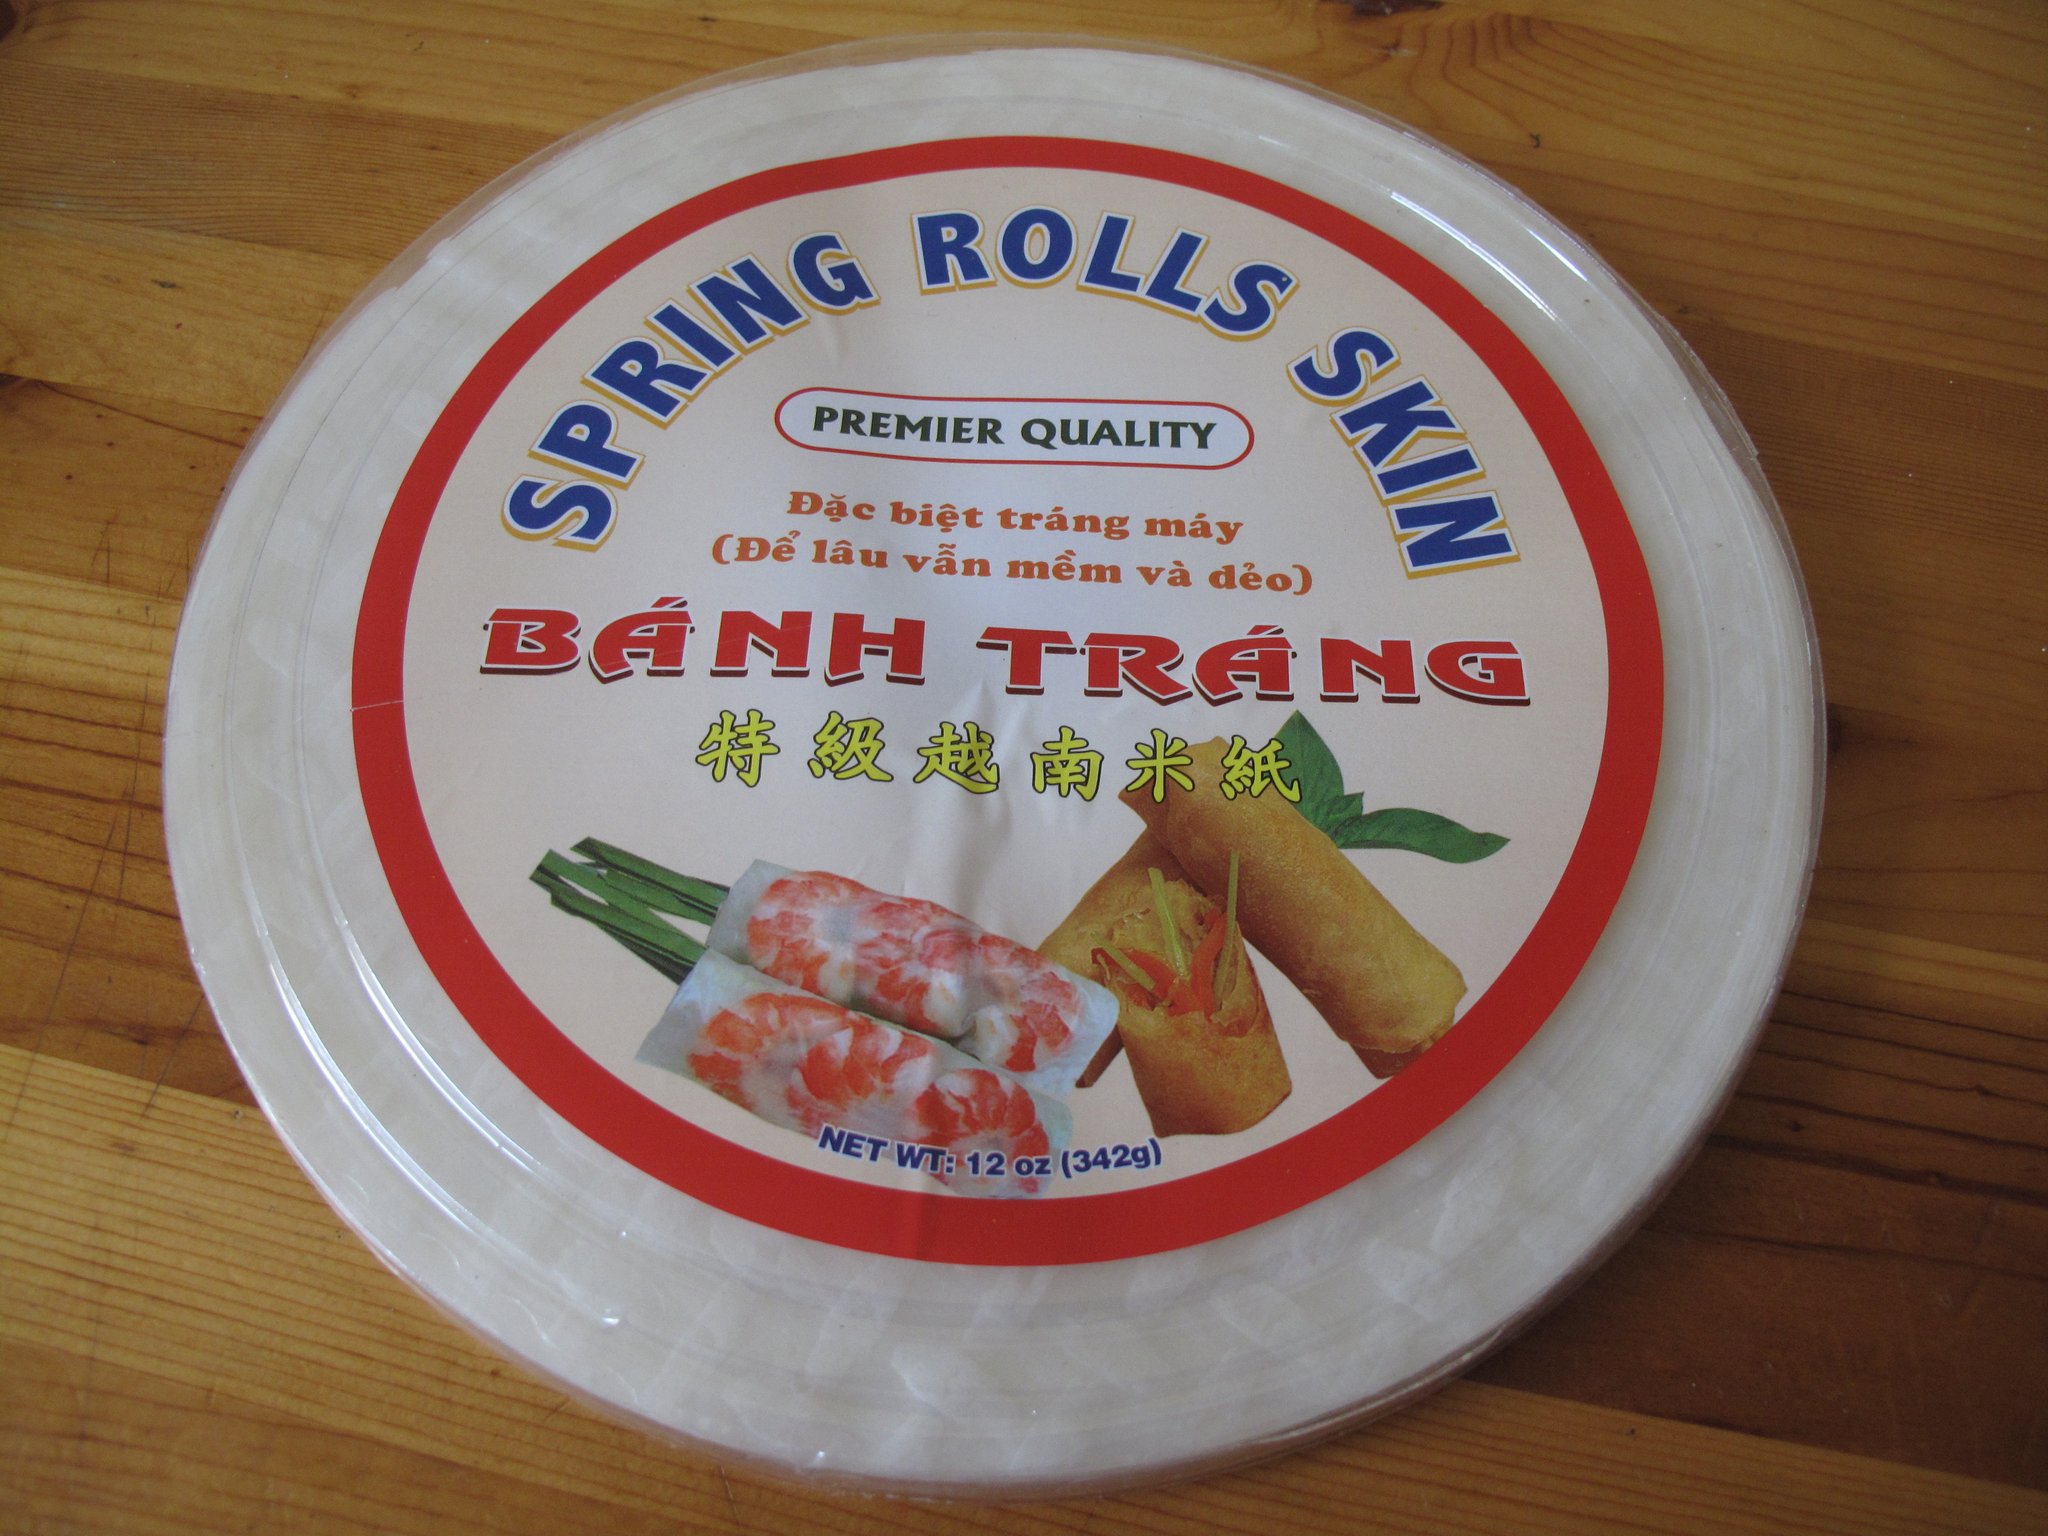 SPRING ROLLS SKIN
PREMIER QUALITY
Đặc biệt tráng máy
(Để lâu vẫn mềm và dẻo)
BÁNH TRÁNG
特級越南米紙
NET WT: 12 oz (342g)